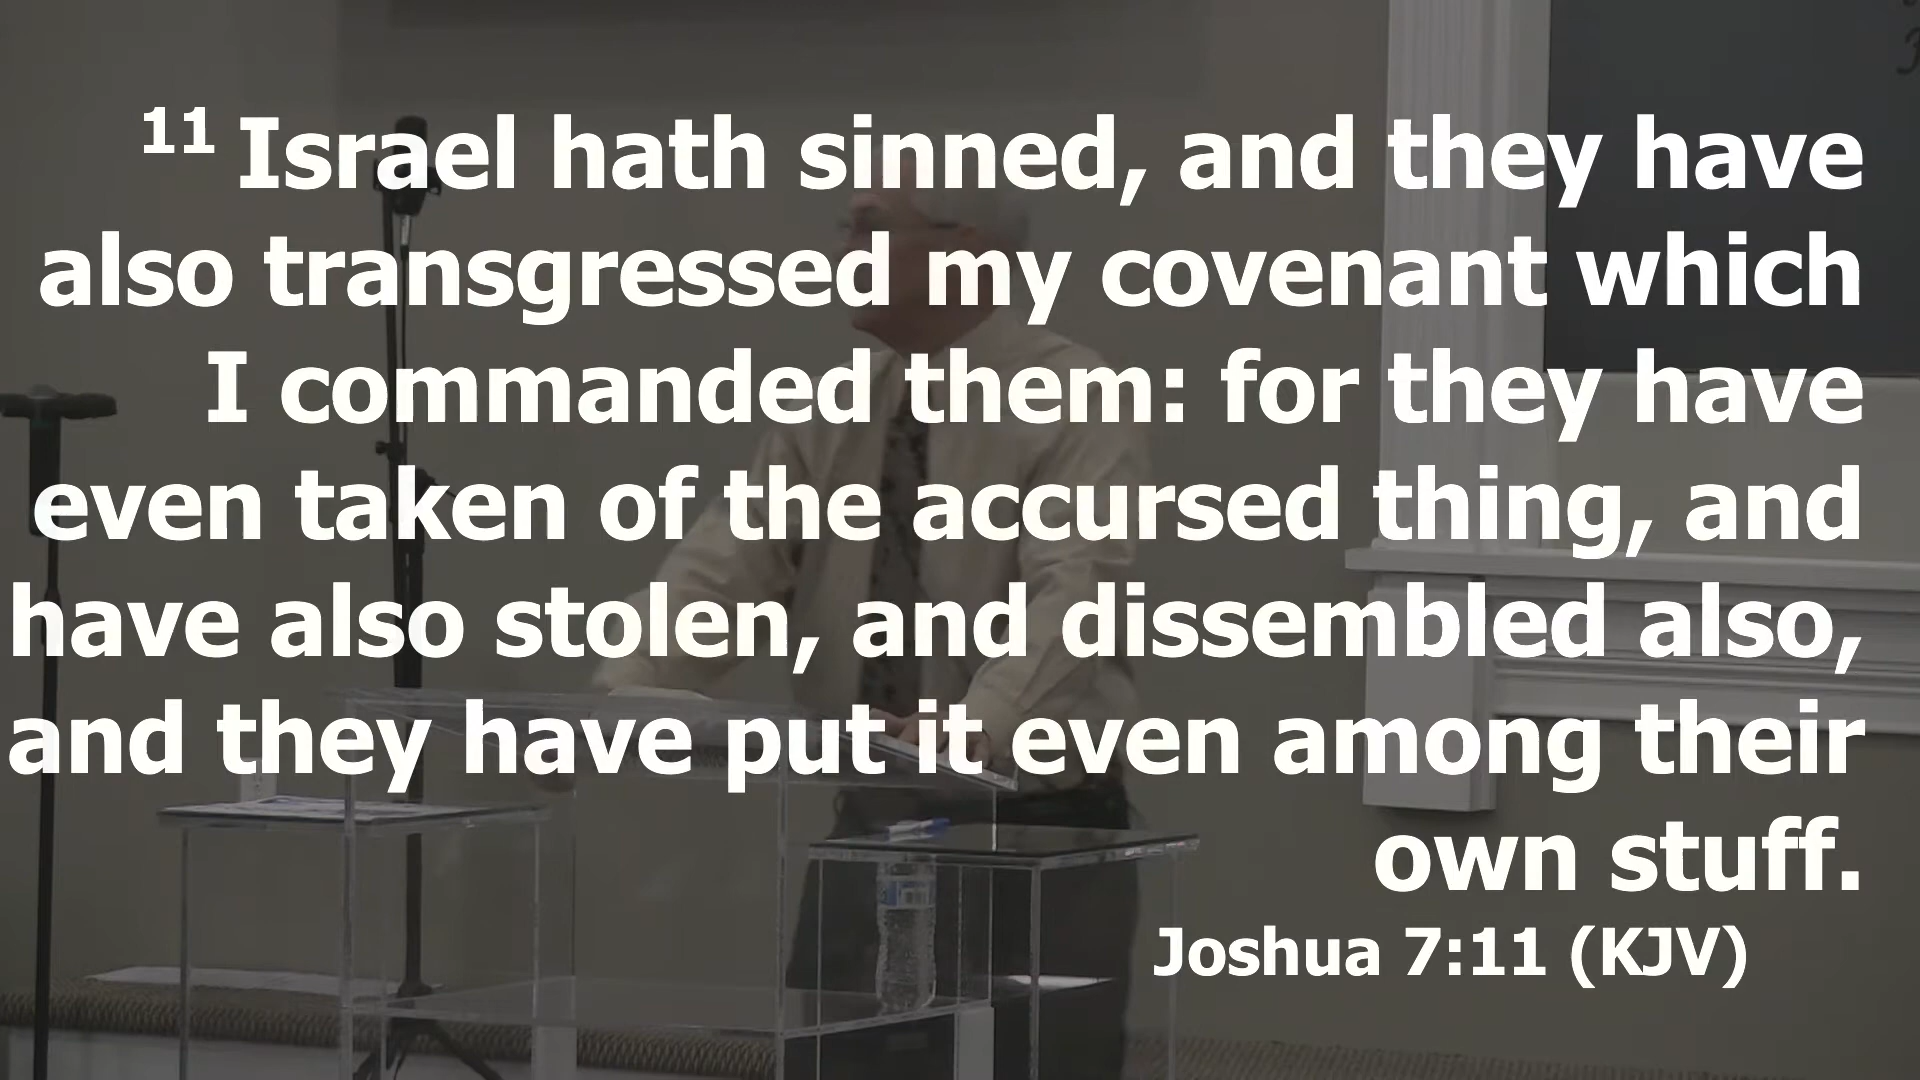 11 Israel hath sinned, and they have
also transgressed my covenant which
I commanded them: for they have
even taken of the accursed thing, and
have also stolen, and dissembled also,
and they have put it even among their
own stuff.
Joshua 7:11 (KJV)